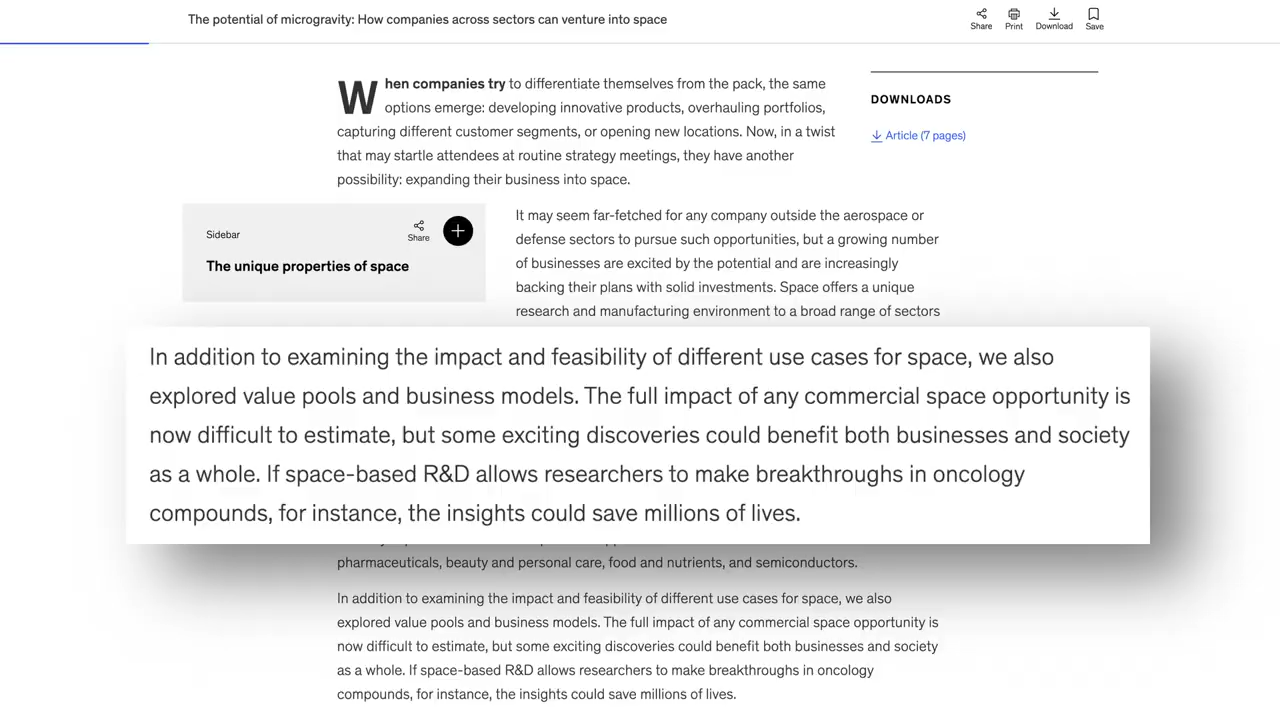 The potential of microgravity: How companies across sectors can venture into space
Share
Print
Download
Save
When companies try to differentiate themselves from the pack, the same
options emerge: developing innovative products, overhauling portfolios,
capturing different customer segments, or opening new locations. Now, in a twist
that may startle attendees at routine strategy meetings, they have another
possibility: expanding their business into space.
DOWNLOADS
Article (7 pages)
Sidebar
Share
The unique properties of space
It may seem far-fetched for any company outside the aerospace or
defense sectors to pursue such opportunities, but a growing number
of businesses are excited by the potential and are increasingly
backing their plans with solid investments. Space offers a unique
research and manufacturing environment to a broad range of sectors
In addition to examining the impact and feasibility of different use cases for space, we also
explored value pools and business models. The full impact of any commercial space opportunity is
now difficult to estimate, but some exciting discoveries could benefit both businesses and society
as a whole. If space-based R&D allows researchers to make breakthroughs in oncology
compounds, for instance, the insights could save millions of lives.
pharmaceuticals, beauty and personal care, food and nutrients, and semiconductors.
In addition to examining the impact and feasibility of different use cases for space, we also
explored value pools and business models. The full impact of any commercial space opportunity is
now difficult to estimate, but some exciting discoveries could benefit both businesses and society
as a whole. If space-based R&D allows researchers to make breakthroughs in oncology
compounds, for instance, the insights could save millions of lives.